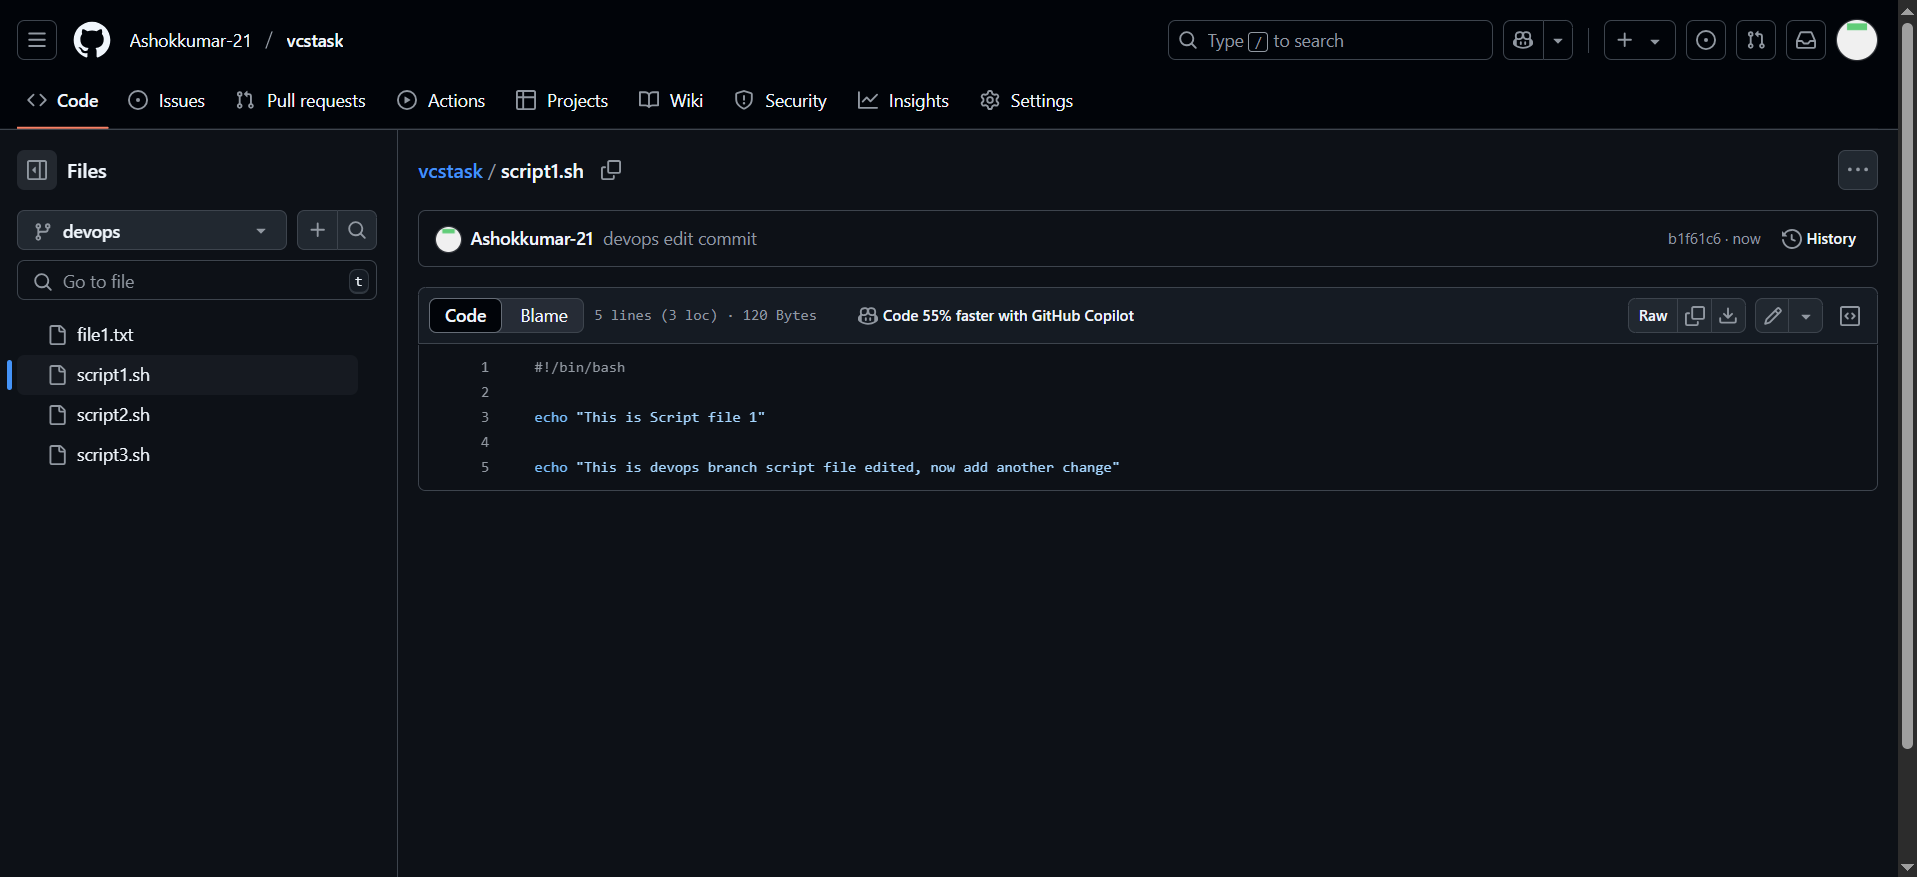 Ashokkumar-21 / vcstask
Type / to search
Code Issues Pull requests Actions Projects Wiki Security Insights Settings
Files
devops
Go to file t
file1.txt
script1.sh
script2.sh
script3.sh
vcstask / script1.sh
Ashokkumar-21 devops edit commit b1f61c6 · now History
Code Blame 5 lines (3 loc) · 120 Bytes Code 55% faster with GitHub Copilot Raw
1 #!/bin/bash
2
3 echo "This is Script file 1"
4
5 echo "This is devops branch script file edited, now add another change"